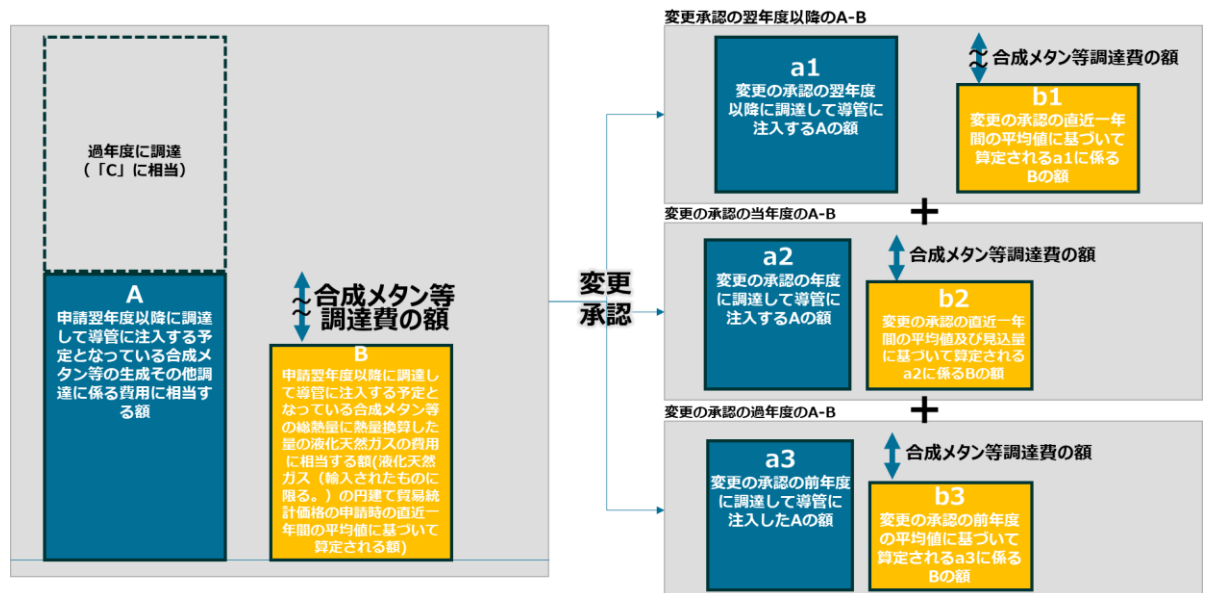 過年度に調達
（「C」に相当）
A
申請翌年度以降に調達
して導管に注入する予
定となっている合成メ
タン等の生成その他調
達に係る費用に相当す
る額
合成メタン等
調達費の額
B
申請翌年度以降に調達し
て導管に注入する予定と
なっている合成メタン等
の総熱量に熱量換算した
量の液化天然ガスの費用
に相当する額(液化天然
ガス（輸入されたものに
限る。）の円建て貿易統
計価格の申請時の直近一
年間の平均値に基づいて
算定される額)
変更
承認
変更承認の翌年度以降のA-B
a1
変更の承認の翌年度
以降に調達して導管に
注入するAの額
合成メタン等調達費の額
b1
変更の承認の直近一年
間の平均値に基づいて
算定されるa1に係る
Bの額
+
変更の承認の当年度のA-B
a2
変更の承認の年度
に調達して導管に
注入するAの額
合成メタン等調達費の額
b2
変更の承認の直近一年
間の平均値及び見込量
に基づいて算定される
a2に係るBの額
+
変更の承認の過年度のA-B
a3
変更の承認の前年度
に調達して導管に
注入したAの額
合成メタン等調達費の額
b3
変更の承認の前年度
の平均値に基づいて
算定されるa3に係る
Bの額